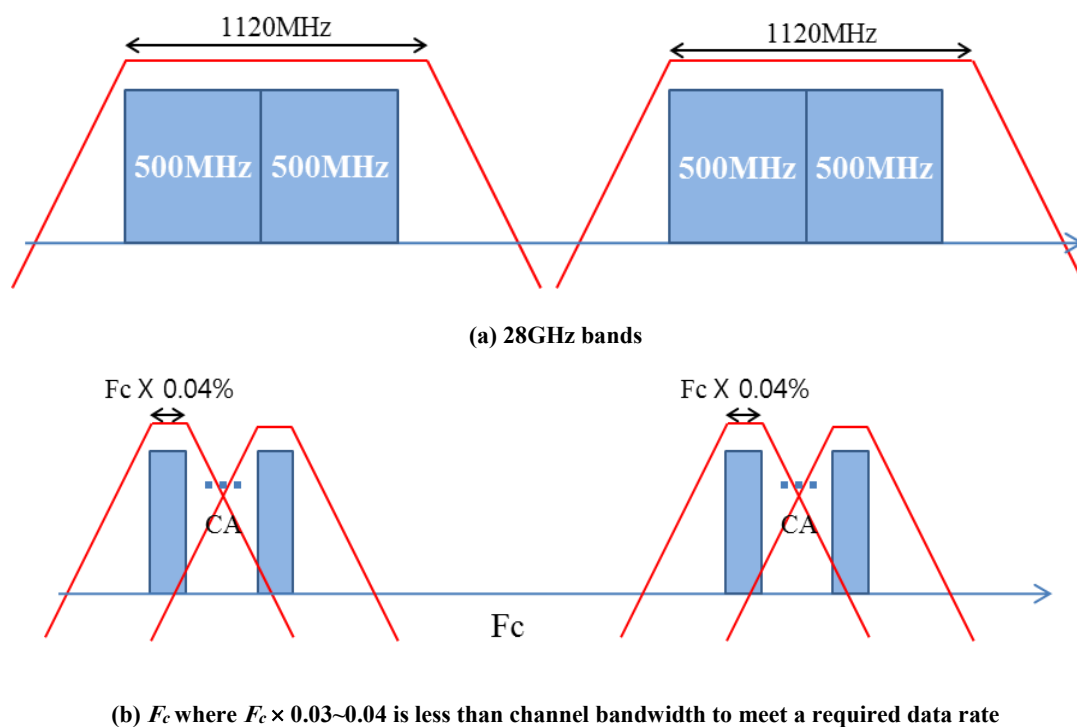 1120MHz 1120MHz
500MHz 500MHz 500MHz 500MHz
(a) 28GHz bands
Fc X 0.04% Fc X 0.04%
CA CA
Fc
(b) Fc where Fc × 0.03~0.04 is less than channel bandwidth to meet a required data rate